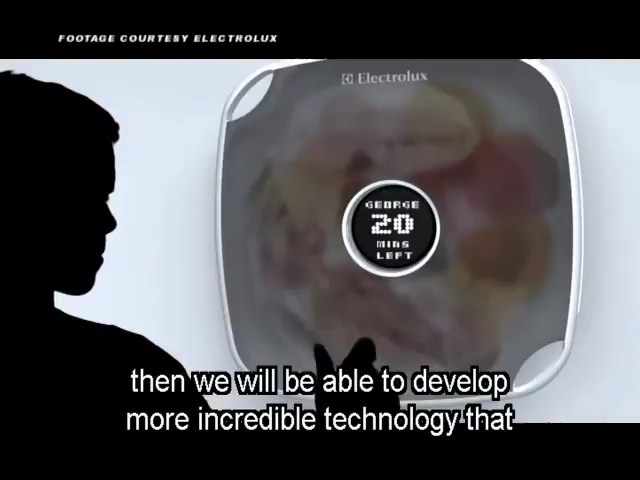 FOOTAGE COURTESY ELECTROLUX
Electrolux
GEORGE
20
MINS
LEFT
then we will be able to develop
more incredible technology that